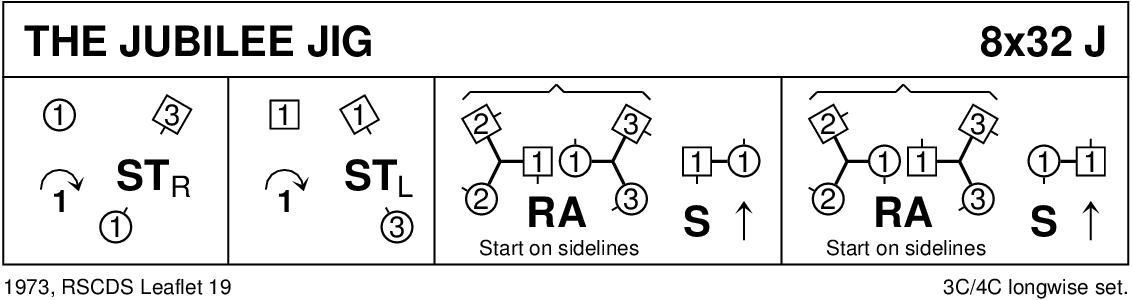 THE JUBILEE JIG 8x32 J
1 3 1 1 2 3 2 3
1 1 1 1 1 1 1 1
1 STR 1 STL 2 RA 3 S ↑ 2 RA 3 S ↑
1 3 Start on sidelines Start on sidelines
1973, RSCDS Leaflet 19 3C/4C longwise set.